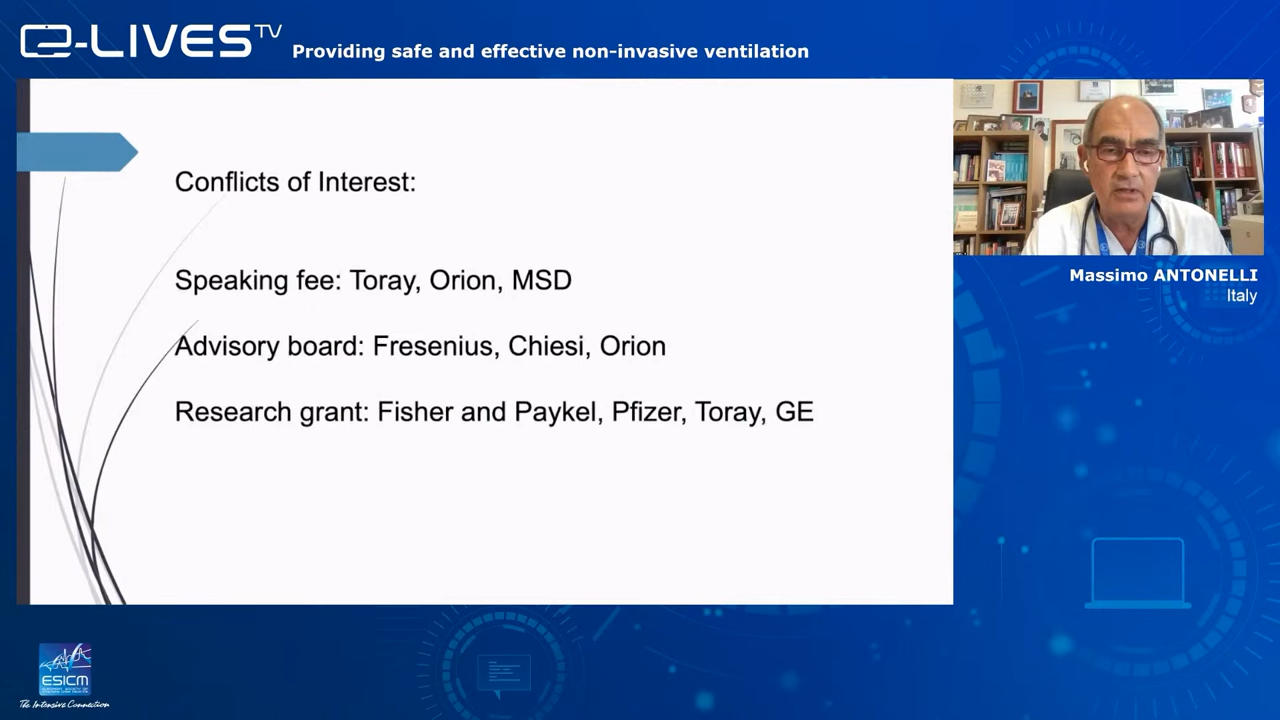 e-LIVES TV
Providing safe and effective non-invasive ventilation
Conflicts of Interest:
Speaking fee: Toray, Orion, MSD
Advisory board: Fresenius, Chiesi, Orion
Research grant: Fisher and Paykel, Pfizer, Toray, GE
Massimo ANTONELLI
Italy
ESICM
The Intensive Connection